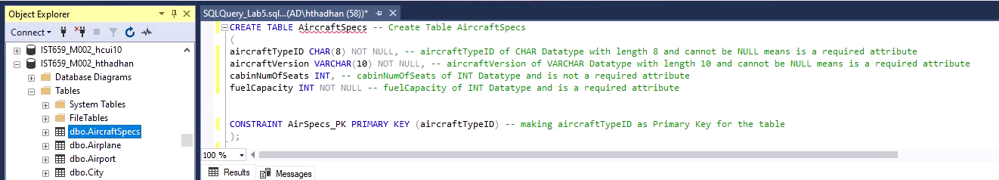 Object Explorer
Connect
IST659_M002_hcui10
IST659_M002_hthadhan
Database Diagrams
Tables
System Tables
FileTables
dbo.AircraftSpecs
dbo.Airplane
dbo.Airport
dbo.City
SQLQuery_Lab5.sql...(AD\hthadhan (58))*
CREATE TABLE AircraftSpecs -- Create Table AircraftSpecs
(
aircraftTypeID CHAR(8) NOT NULL, -- aircraftTypeID of CHAR Datatype with length 8 and cannot be NULL means is a required attribute
aircraftVersion VARCHAR(10) NOT NULL, -- aircraftVersion of VARCHAR Datatype with length 10 and cannot be NULL means is a required attribute
cabinNumOfSeats INT, -- cabinNumOfSeats of INT Datatype and is not a required attribute
fuelCapacity INT NOT NULL -- fuelCapacity of INT Datatype and is a required attribute
CONSTRAINT AirSpecs_PK PRIMARY KEY (aircraftTypeID) -- making aircraftTypeID as Primary Key for the table
);
100 %
Results Messages